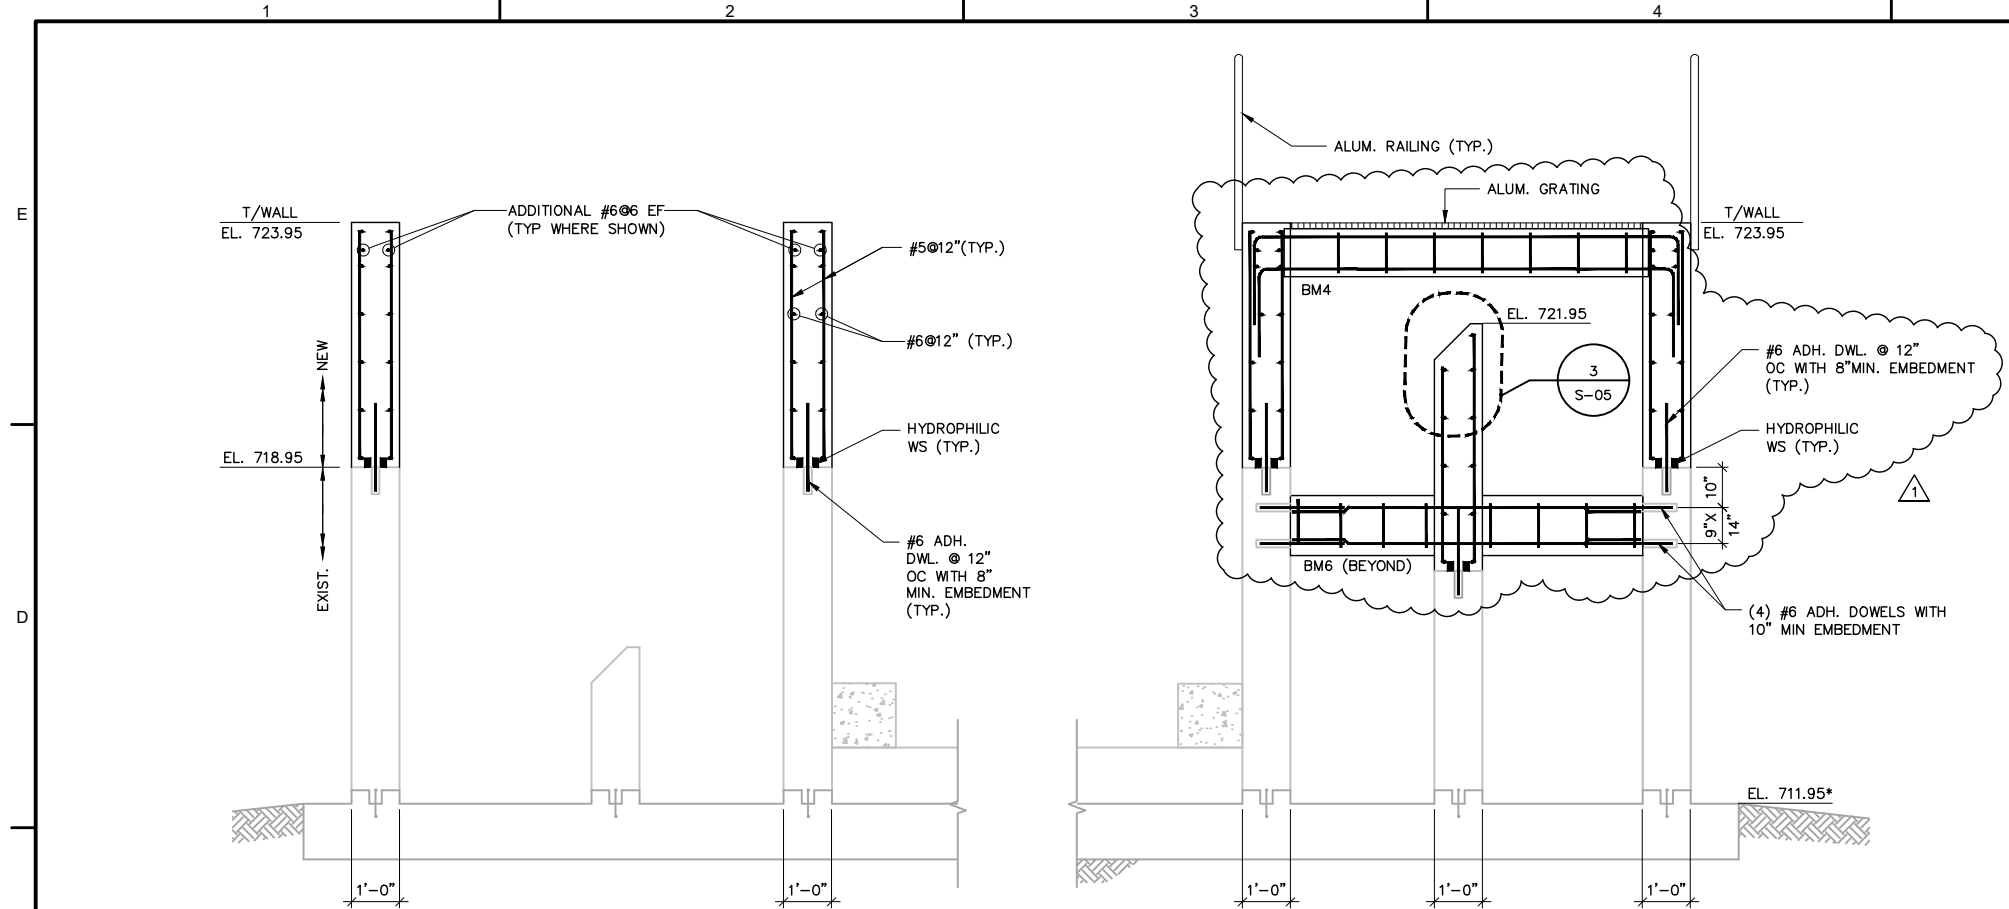 1
2
3
4
E
D
T/WALL
EL. 723.95
ADDITIONAL #6@6 EF
(TYP WHERE SHOWN)
#5@12"(TYP.)
#6@12" (TYP.)
NEW
EL. 718.95
EXIST.
HYDROPHILIC
WS (TYP.)
#6 ADH.
DWL. @ 12"
OC WITH 8"
MIN. EMBEDMENT
(TYP.)
1'-0"
1'-0"
ALUM. RAILING (TYP.)
ALUM. GRATING
T/WALL
EL. 723.95
BM4
EL. 721.95
3
S-05
#6 ADH. DWL. @ 12"
OC WITH 8"MIN. EMBEDMENT
(TYP.)
HYDROPHILIC
WS (TYP.)
1
10"
9"X
14"
BM6 (BEYOND)
(4) #6 ADH. DOWELS WITH
10" MIN EMBEDMENT
EL. 711.95*
1'-0"
1'-0"
1'-0"